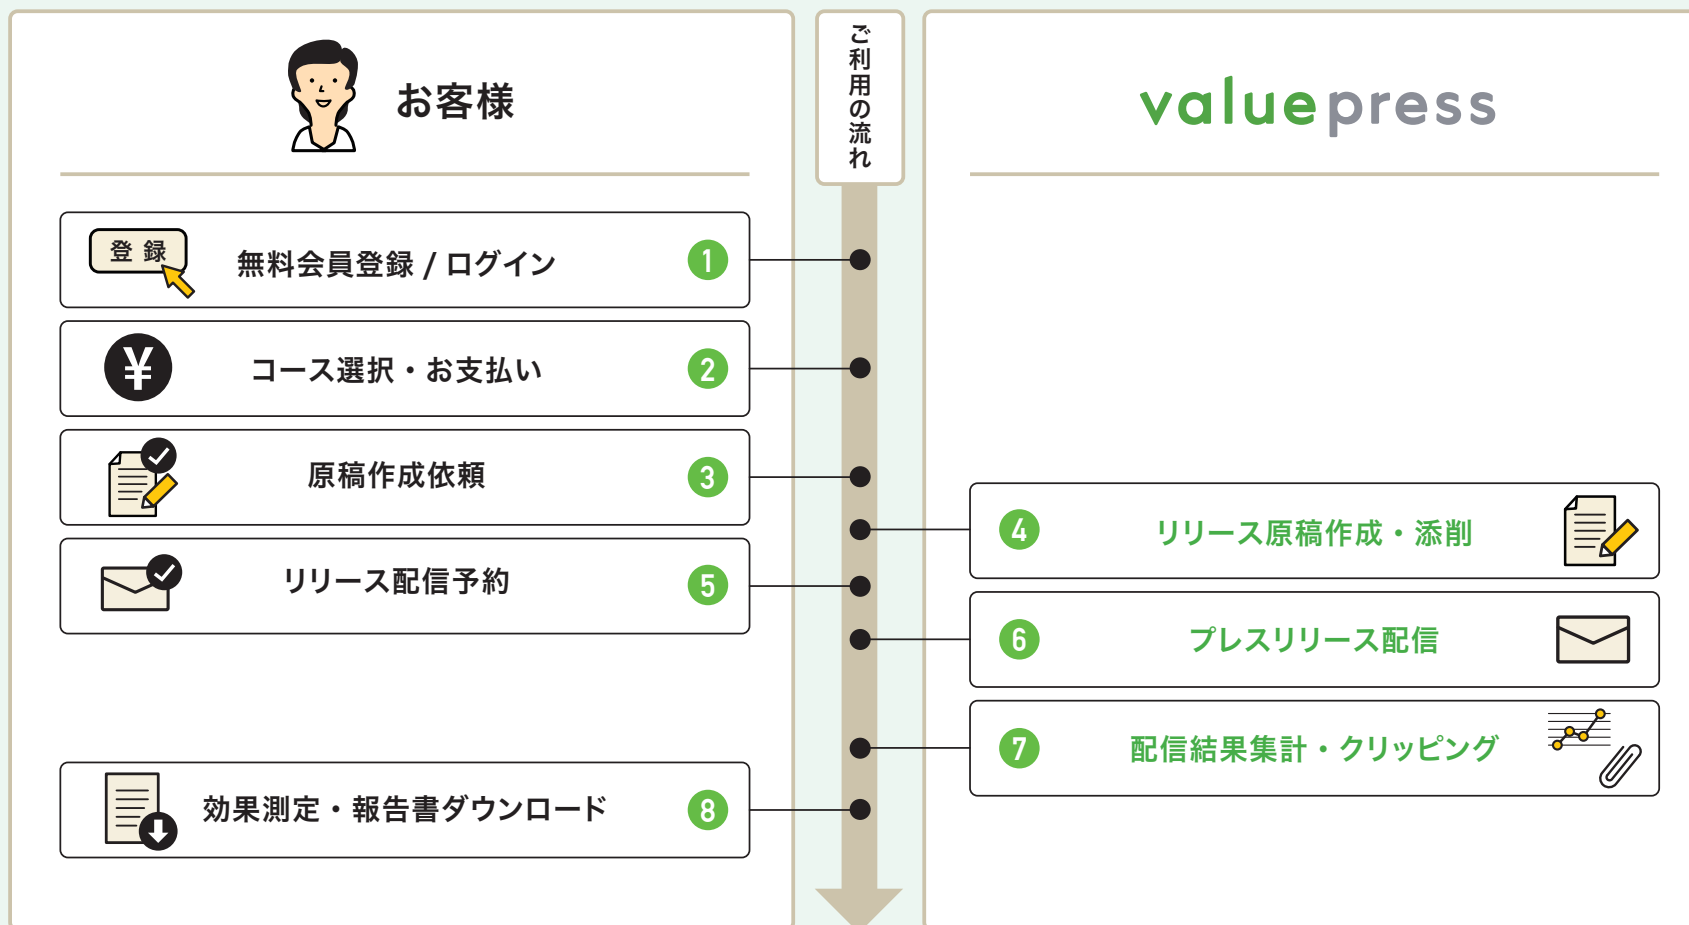 お客様
ご利用の流れ
valuepress
登録
無料会員登録 / ログイン
1
¥
コース選択・お支払い
2
原稿作成依頼
3
4
リリース原稿作成・添削
リリース配信予約
5
6
プレスリリース配信
7
配信結果集計・クリッピング
効果測定・報告書ダウンロード
8